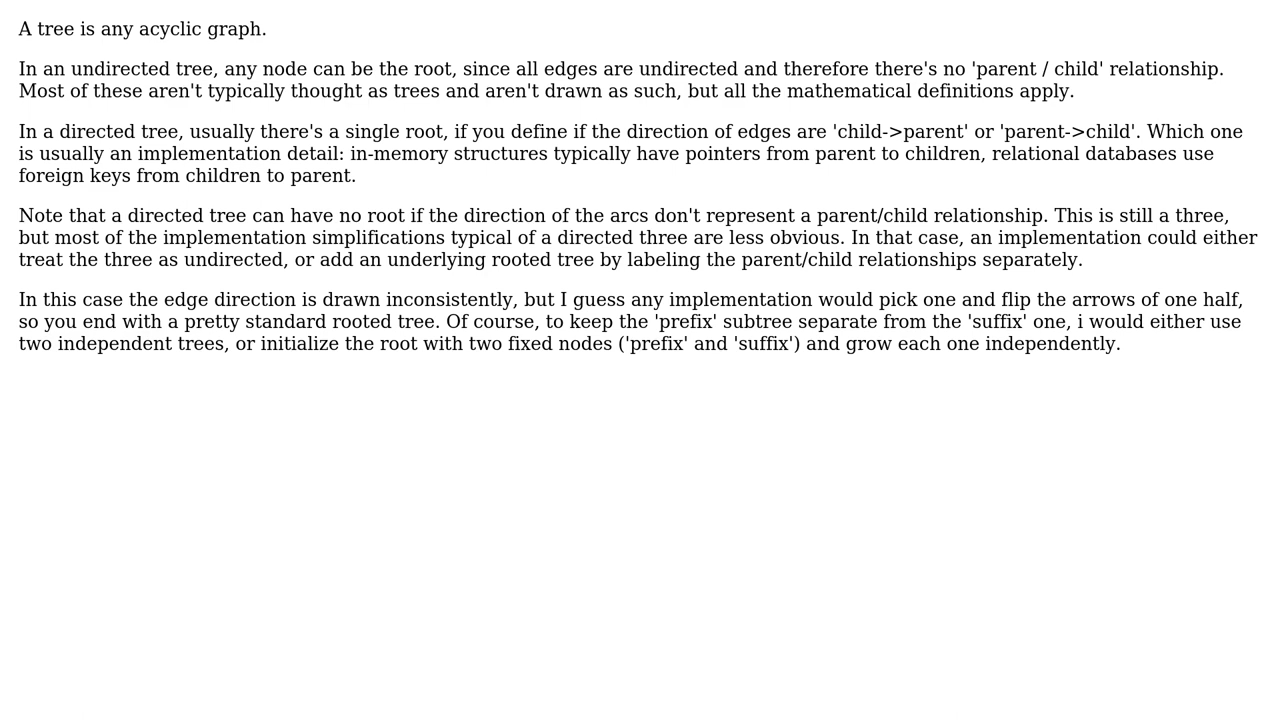 A tree is any acyclic graph.
In an undirected tree, any node can be the root, since all edges are undirected and therefore there's no 'parent / child' relationship.
Most of these aren't typically thought as trees and aren't drawn as such, but all the mathematical definitions apply.
In a directed tree, usually there's a single root, if you define if the direction of edges are 'child->parent' or 'parent->child'. Which one
is usually an implementation detail: in-memory structures typically have pointers from parent to children, relational databases use
foreign keys from children to parent.
Note that a directed tree can have no root if the direction of the arcs don't represent a parent/child relationship. This is still a three,
but most of the implementation simplifications typical of a directed three are less obvious. In that case, an implementation could either
treat the three as undirected, or add an underlying rooted tree by labeling the parent/child relationships separately.
In this case the edge direction is drawn inconsistently, but I guess any implementation would pick one and flip the arrows of one half,
so you end with a pretty standard rooted tree. Of course, to keep the 'prefix' subtree separate from the 'suffix' one, i would either use
two independent trees, or initialize the root with two fixed nodes ('prefix' and 'suffix') and grow each one independently.